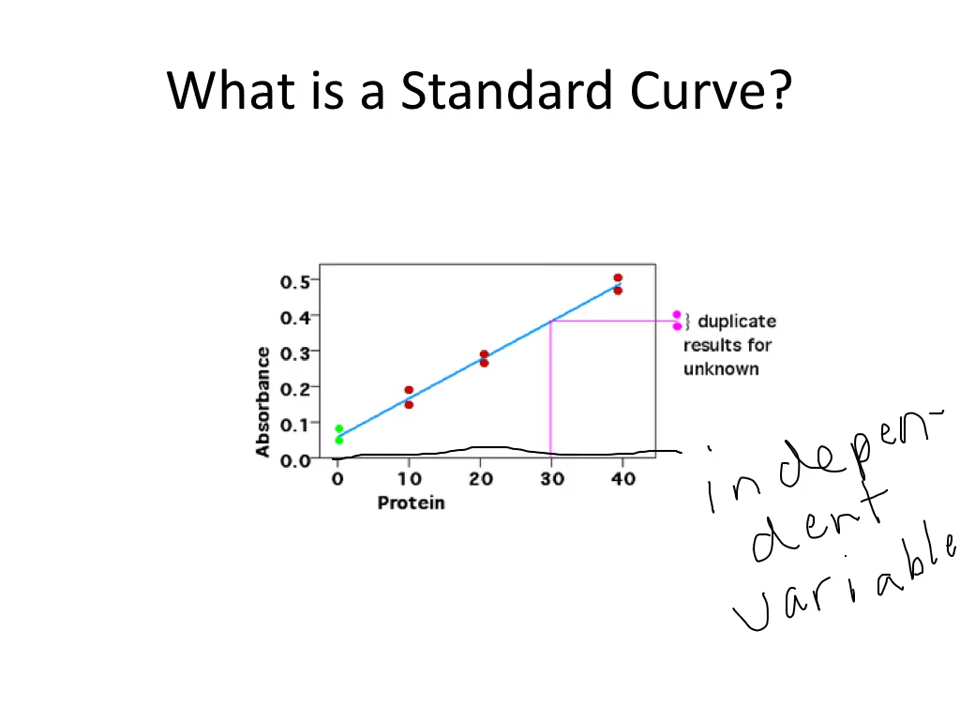 What is a Standard Curve?
0.5
0.4
0.3
0.2
0.1
0.0
Absorbance
0 10 20 30 40
Protein
} duplicate
results for
unknown
indepen-
dent
variable